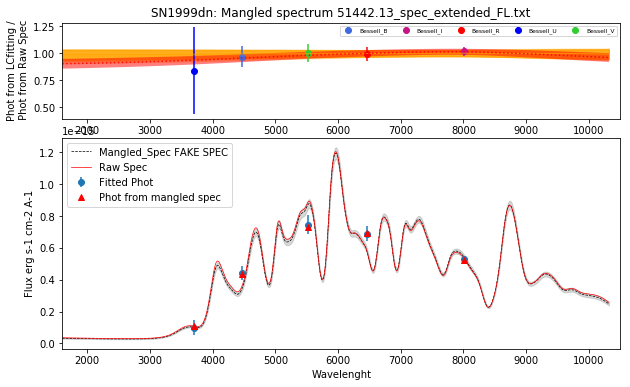 SN1999dn: Mangled spectrum 51442.13_spec_extended_FL.txt
Phot from LCfitting /
Phot from Raw Spec
1.25
1.00
0.75
0.50
Bessell_B
Bessell_I
Bessell_R
Bessell_U
Bessell_V
2000 3000 4000 5000 6000 7000 8000 9000 10000
Flux erg s-1 cm-2 A-1
1.2
1.0
0.8
0.6
0.4
0.2
0.0
Mangled_Spec FAKE SPEC
Raw Spec
Fitted Phot
Phot from mangled spec
2000 3000 4000 5000 6000 7000 8000 9000 10000
Wavelenght